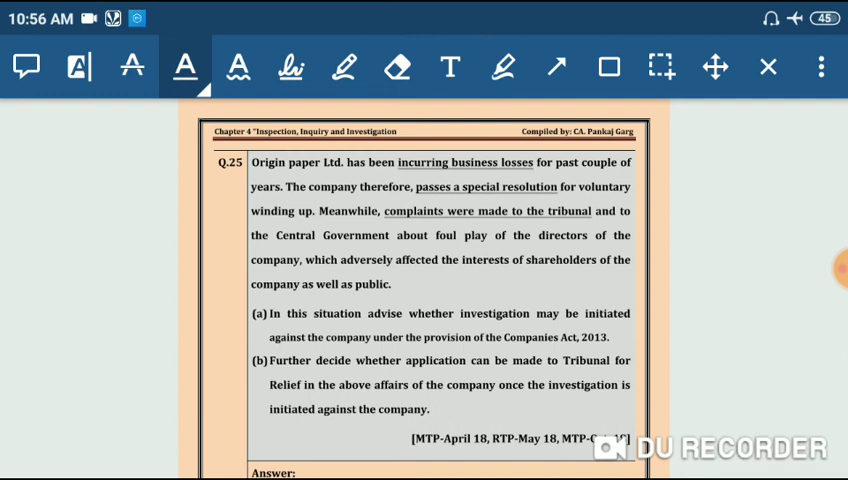 10:56 AM
45
A A A A T
Chapter 4 "Inspection, Inquiry and Investigation Compiled by: CA. Pankaj Garg
Q.25 Origin paper Ltd. has been incurring business losses for past couple of
years. The company therefore, passes a special resolution for voluntary
winding up. Meanwhile, complaints were made to the tribunal and to
the Central Government about foul play of the directors of the
company, which adversely affected the interests of shareholders of the
company as well as public.
(a) In this situation advise whether investigation may be initiated
against the company under the provision of the Companies Act, 2013.
(b) Further decide whether application can be made to Tribunal for
Relief in the above affairs of the company once the investigation is
initiated against the company.
[MTP-April 18, RTP-May 18,
DU RECORDER
Answer: